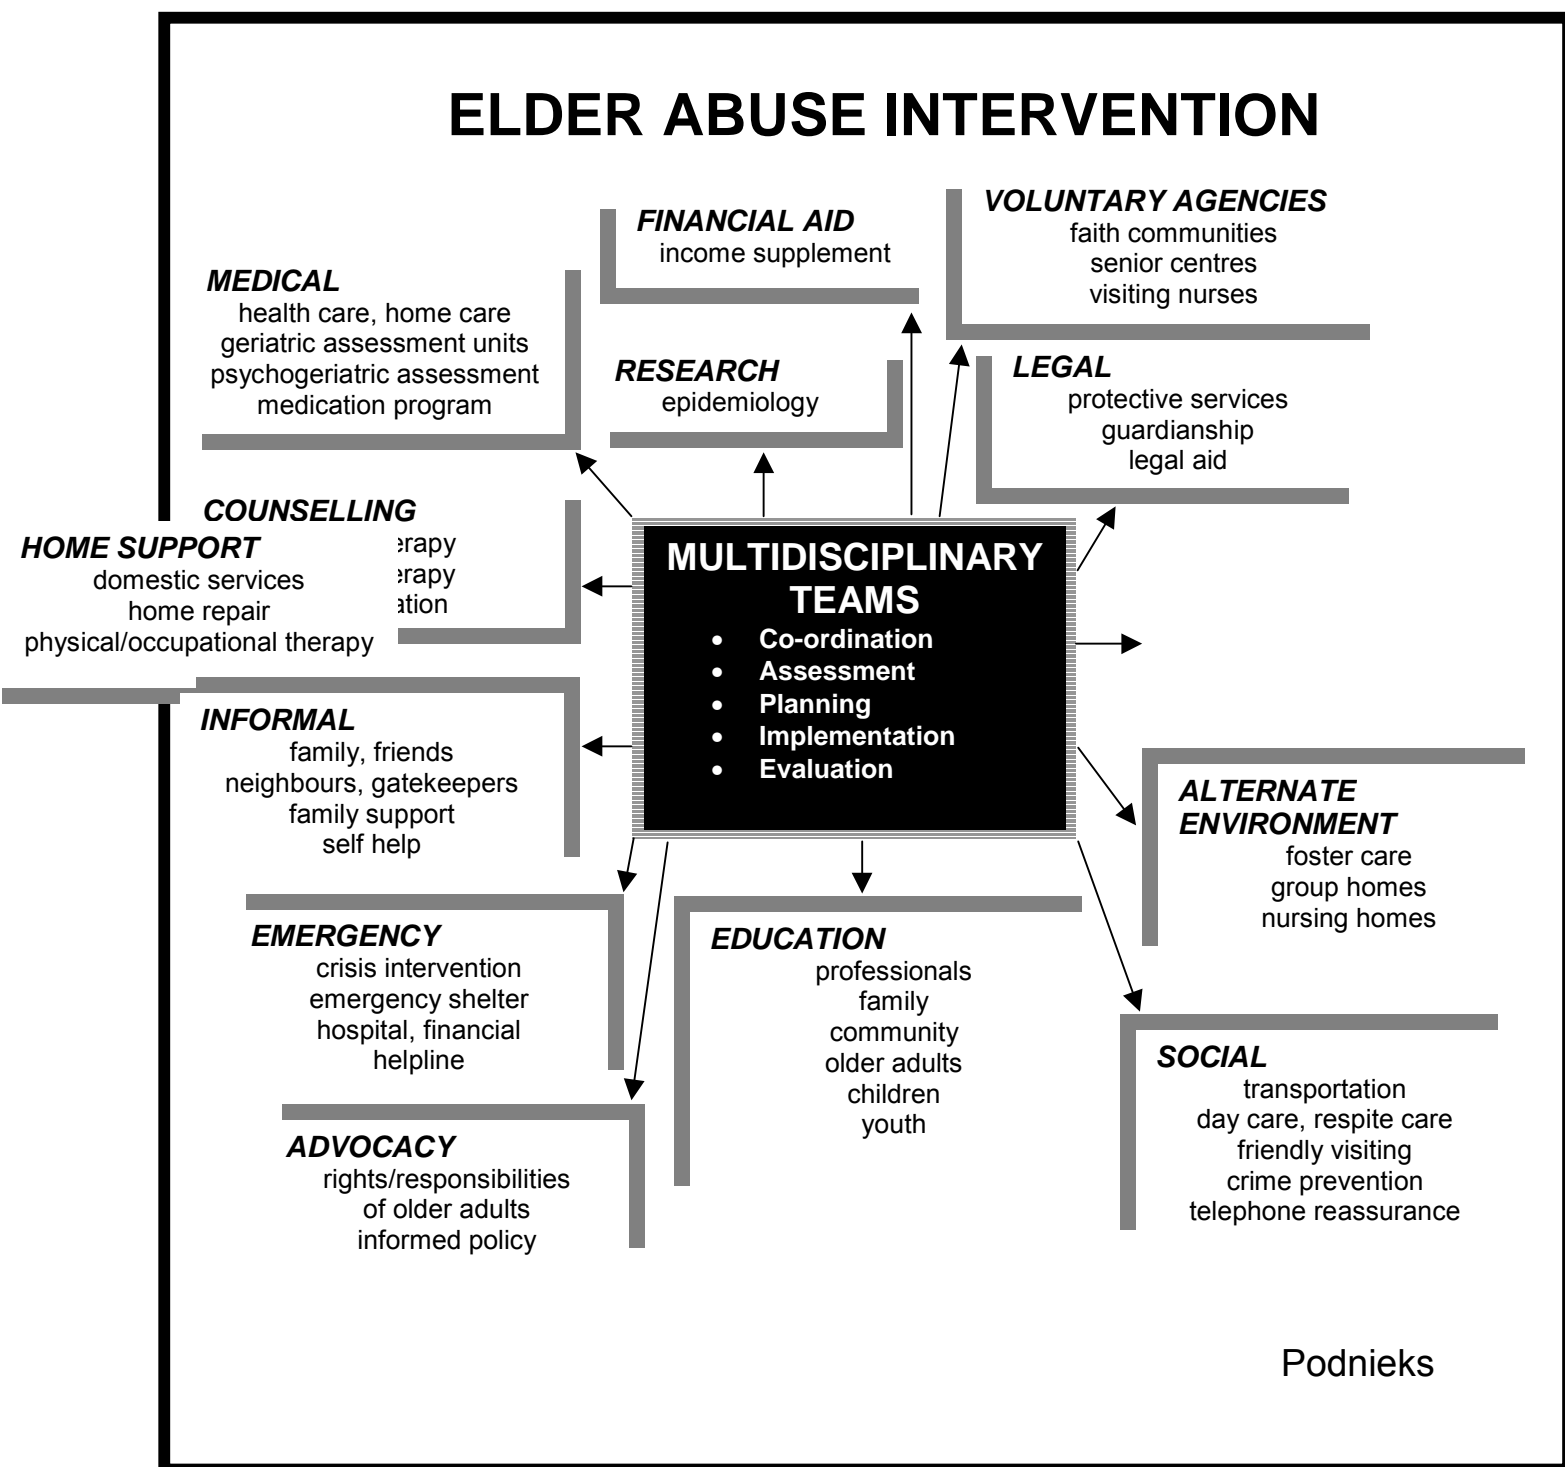 ELDER ABUSE INTERVENTION
MEDICAL
health care, home care
geriatric assessment units
psychogeriatric assessment
medication program
FINANCIAL AID
income supplement
VOLUNTARY AGENCIES
faith communities
senior centres
visiting nurses
RESEARCH
epidemiology
LEGAL
protective services
guardianship
legal aid
COUNSELLING
HOME SUPPORT
domestic services
home repair
physical/occupational therapy
MULTIDISCIPLINARY
TEAMS
• Co-ordination
• Assessment
• Planning
• Implementation
• Evaluation
INFORMAL
family, friends
neighbours, gatekeepers
family support
self help
ALTERNATE
ENVIRONMENT
foster care
group homes
nursing homes
EMERGENCY
crisis intervention
emergency shelter
hospital, financial
helpline
EDUCATION
professionals
family
community
older adults
children
youth
SOCIAL
transportation
day care, respite care
friendly visiting
crime prevention
telephone reassurance
ADVOCACY
rights/responsibilities
of older adults
informed policy
Podnieks